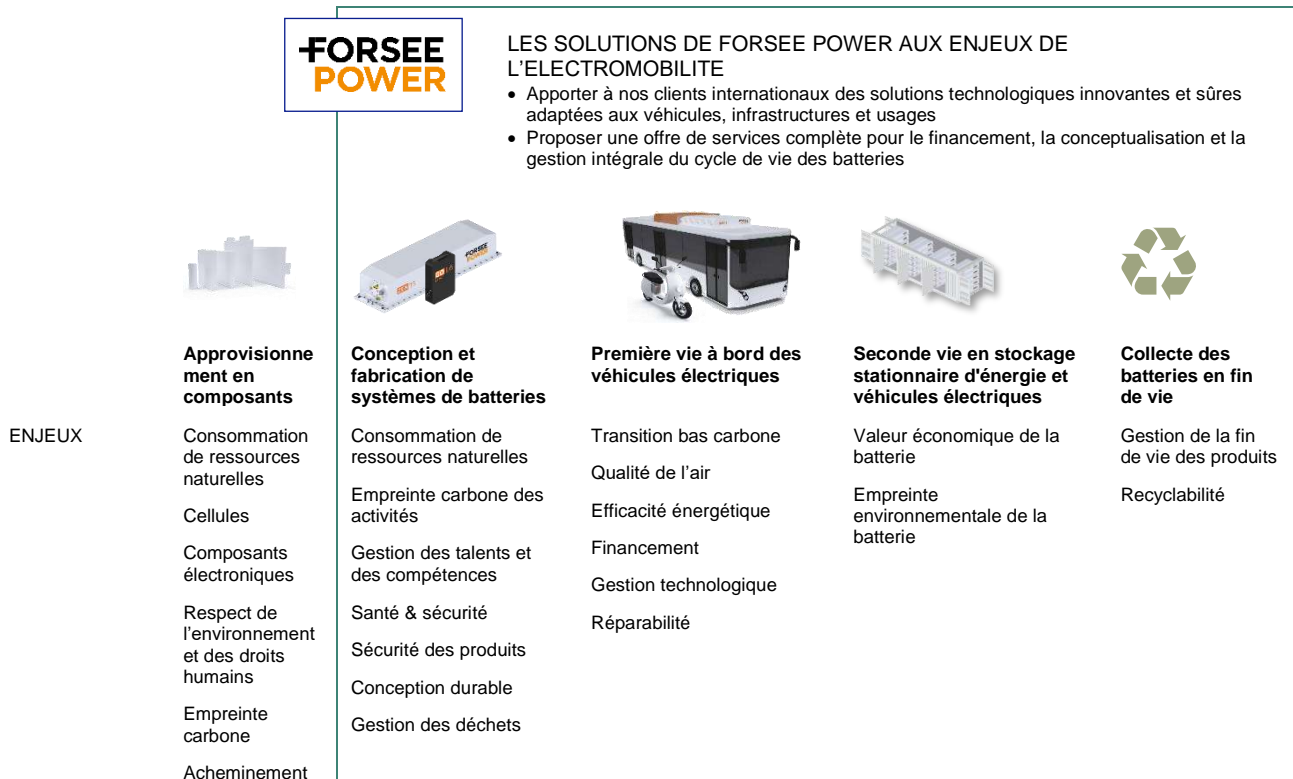 FORSEE
POWER
LES SOLUTIONS DE FORSEE POWER AUX ENJEUX DE
L’ELECTROMOBILITE
• Apporter à nos clients internationaux des solutions technologiques innovantes et sûres
adaptées aux véhicules, infrastructures et usages
• Proposer une offre de services complète pour le financement, la conceptualisation et la
gestion intégrale du cycle de vie des batteries
FORSEE
POWER
Approvisionne
ment en
composants
Conception et
fabrication de
systèmes de batteries
Première vie à bord des
véhicules électriques
Seconde vie en stockage
stationnaire d'énergie et
véhicules électriques
Collecte des
batteries en fin
de vie
ENJEUX
Consommation
de ressources
naturelles
Cellules
Composants
électroniques
Respect de
l’environnement
et des droits
humains
Empreinte
carbone
Acheminement
Consommation de
ressources naturelles
Empreinte carbone des
activités
Gestion des talents et
des compétences
Santé & sécurité
Sécurité des produits
Conception durable
Gestion des déchets
Transition bas carbone
Qualité de l’air
Efficacité énergétique
Financement
Gestion technologique
Réparabilité
Valeur économique de la
batterie
Empreinte
environnementale de la
batterie
Gestion de la fin
de vie des produits
Recyclabilité